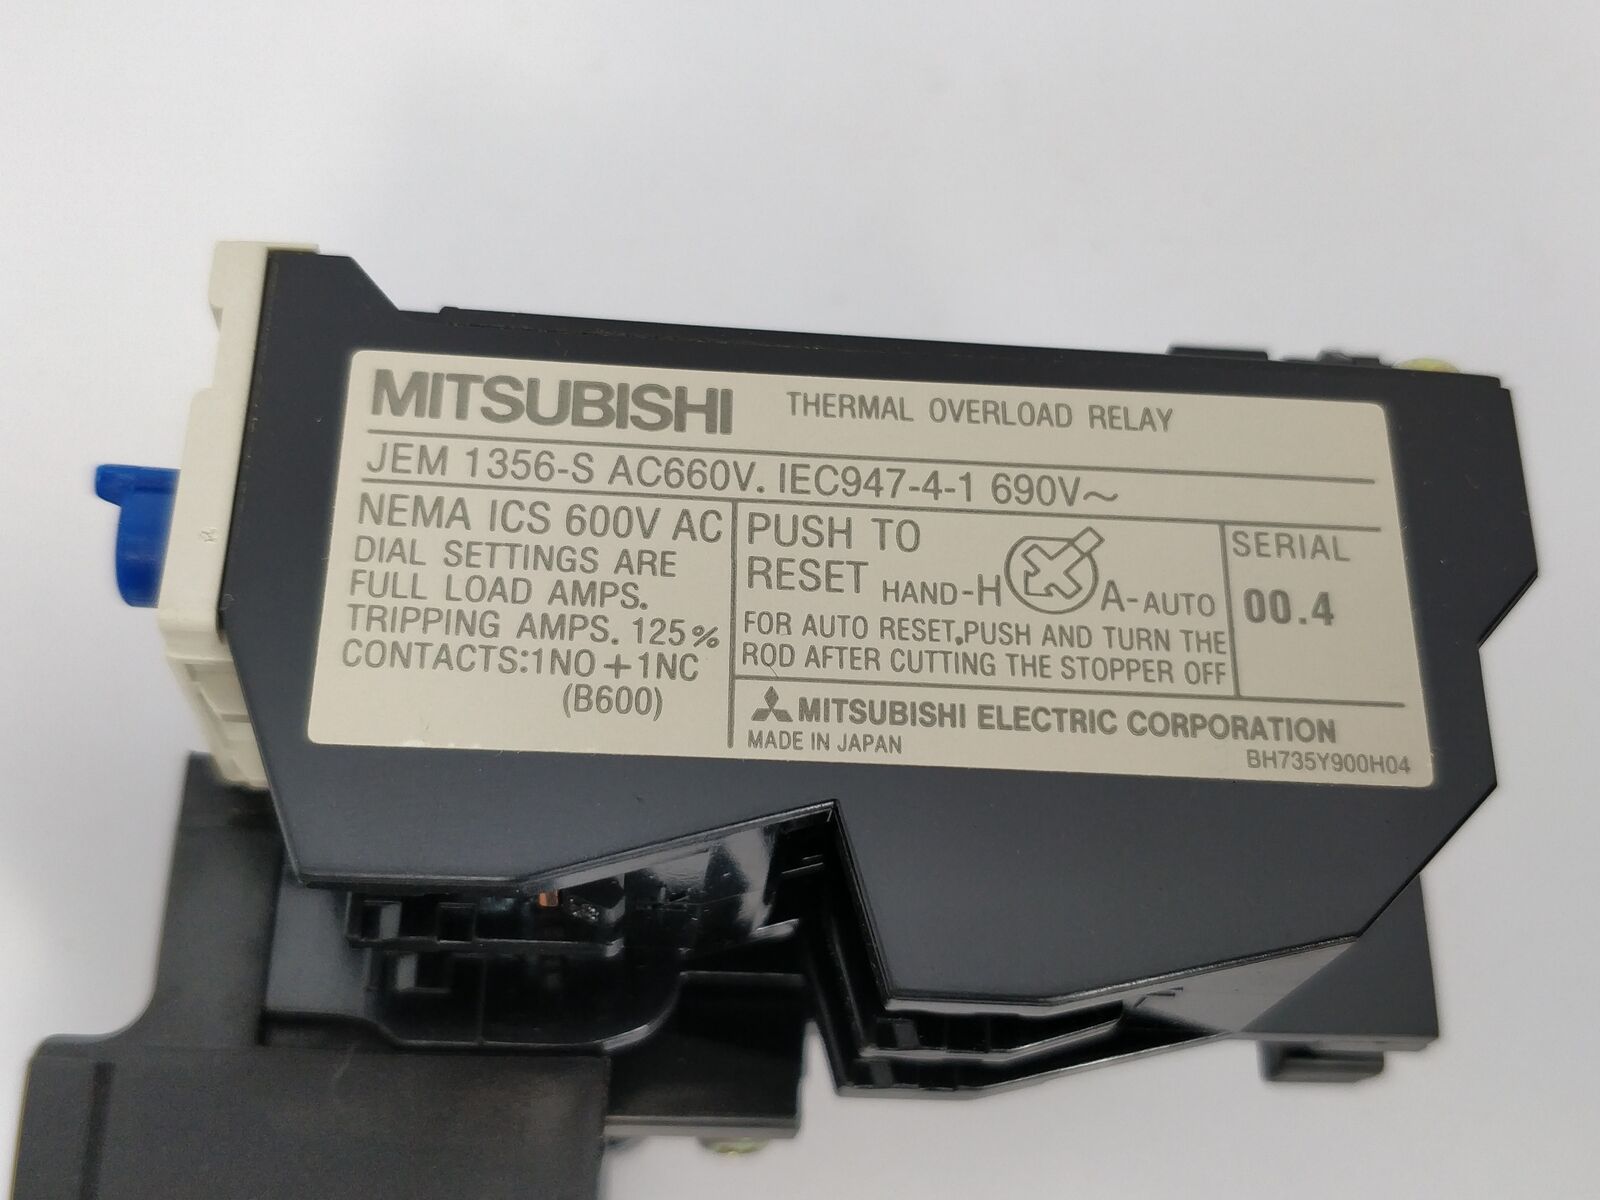 MITSUBISHI THERMAL OVERLOAD RELAY
JEM 1356-S AC660V. IEC947-4-1 690V~
NEMA ICS 600V AC
DIAL SETTINGS ARE
FULL LOAD AMPS.
TRIPPING AMPS. 125%
CONTACTS:1NO+1NC
(B600)
PUSH TO
RESET HAND-H A-AUTO
FOR AUTO RESET.PUSH AND TURN THE
ROD AFTER CUTTING THE STOPPER OFF
SERIAL
00.4
MITSUBISHI ELECTRIC CORPORATION
MADE IN JAPAN BH735Y900H04